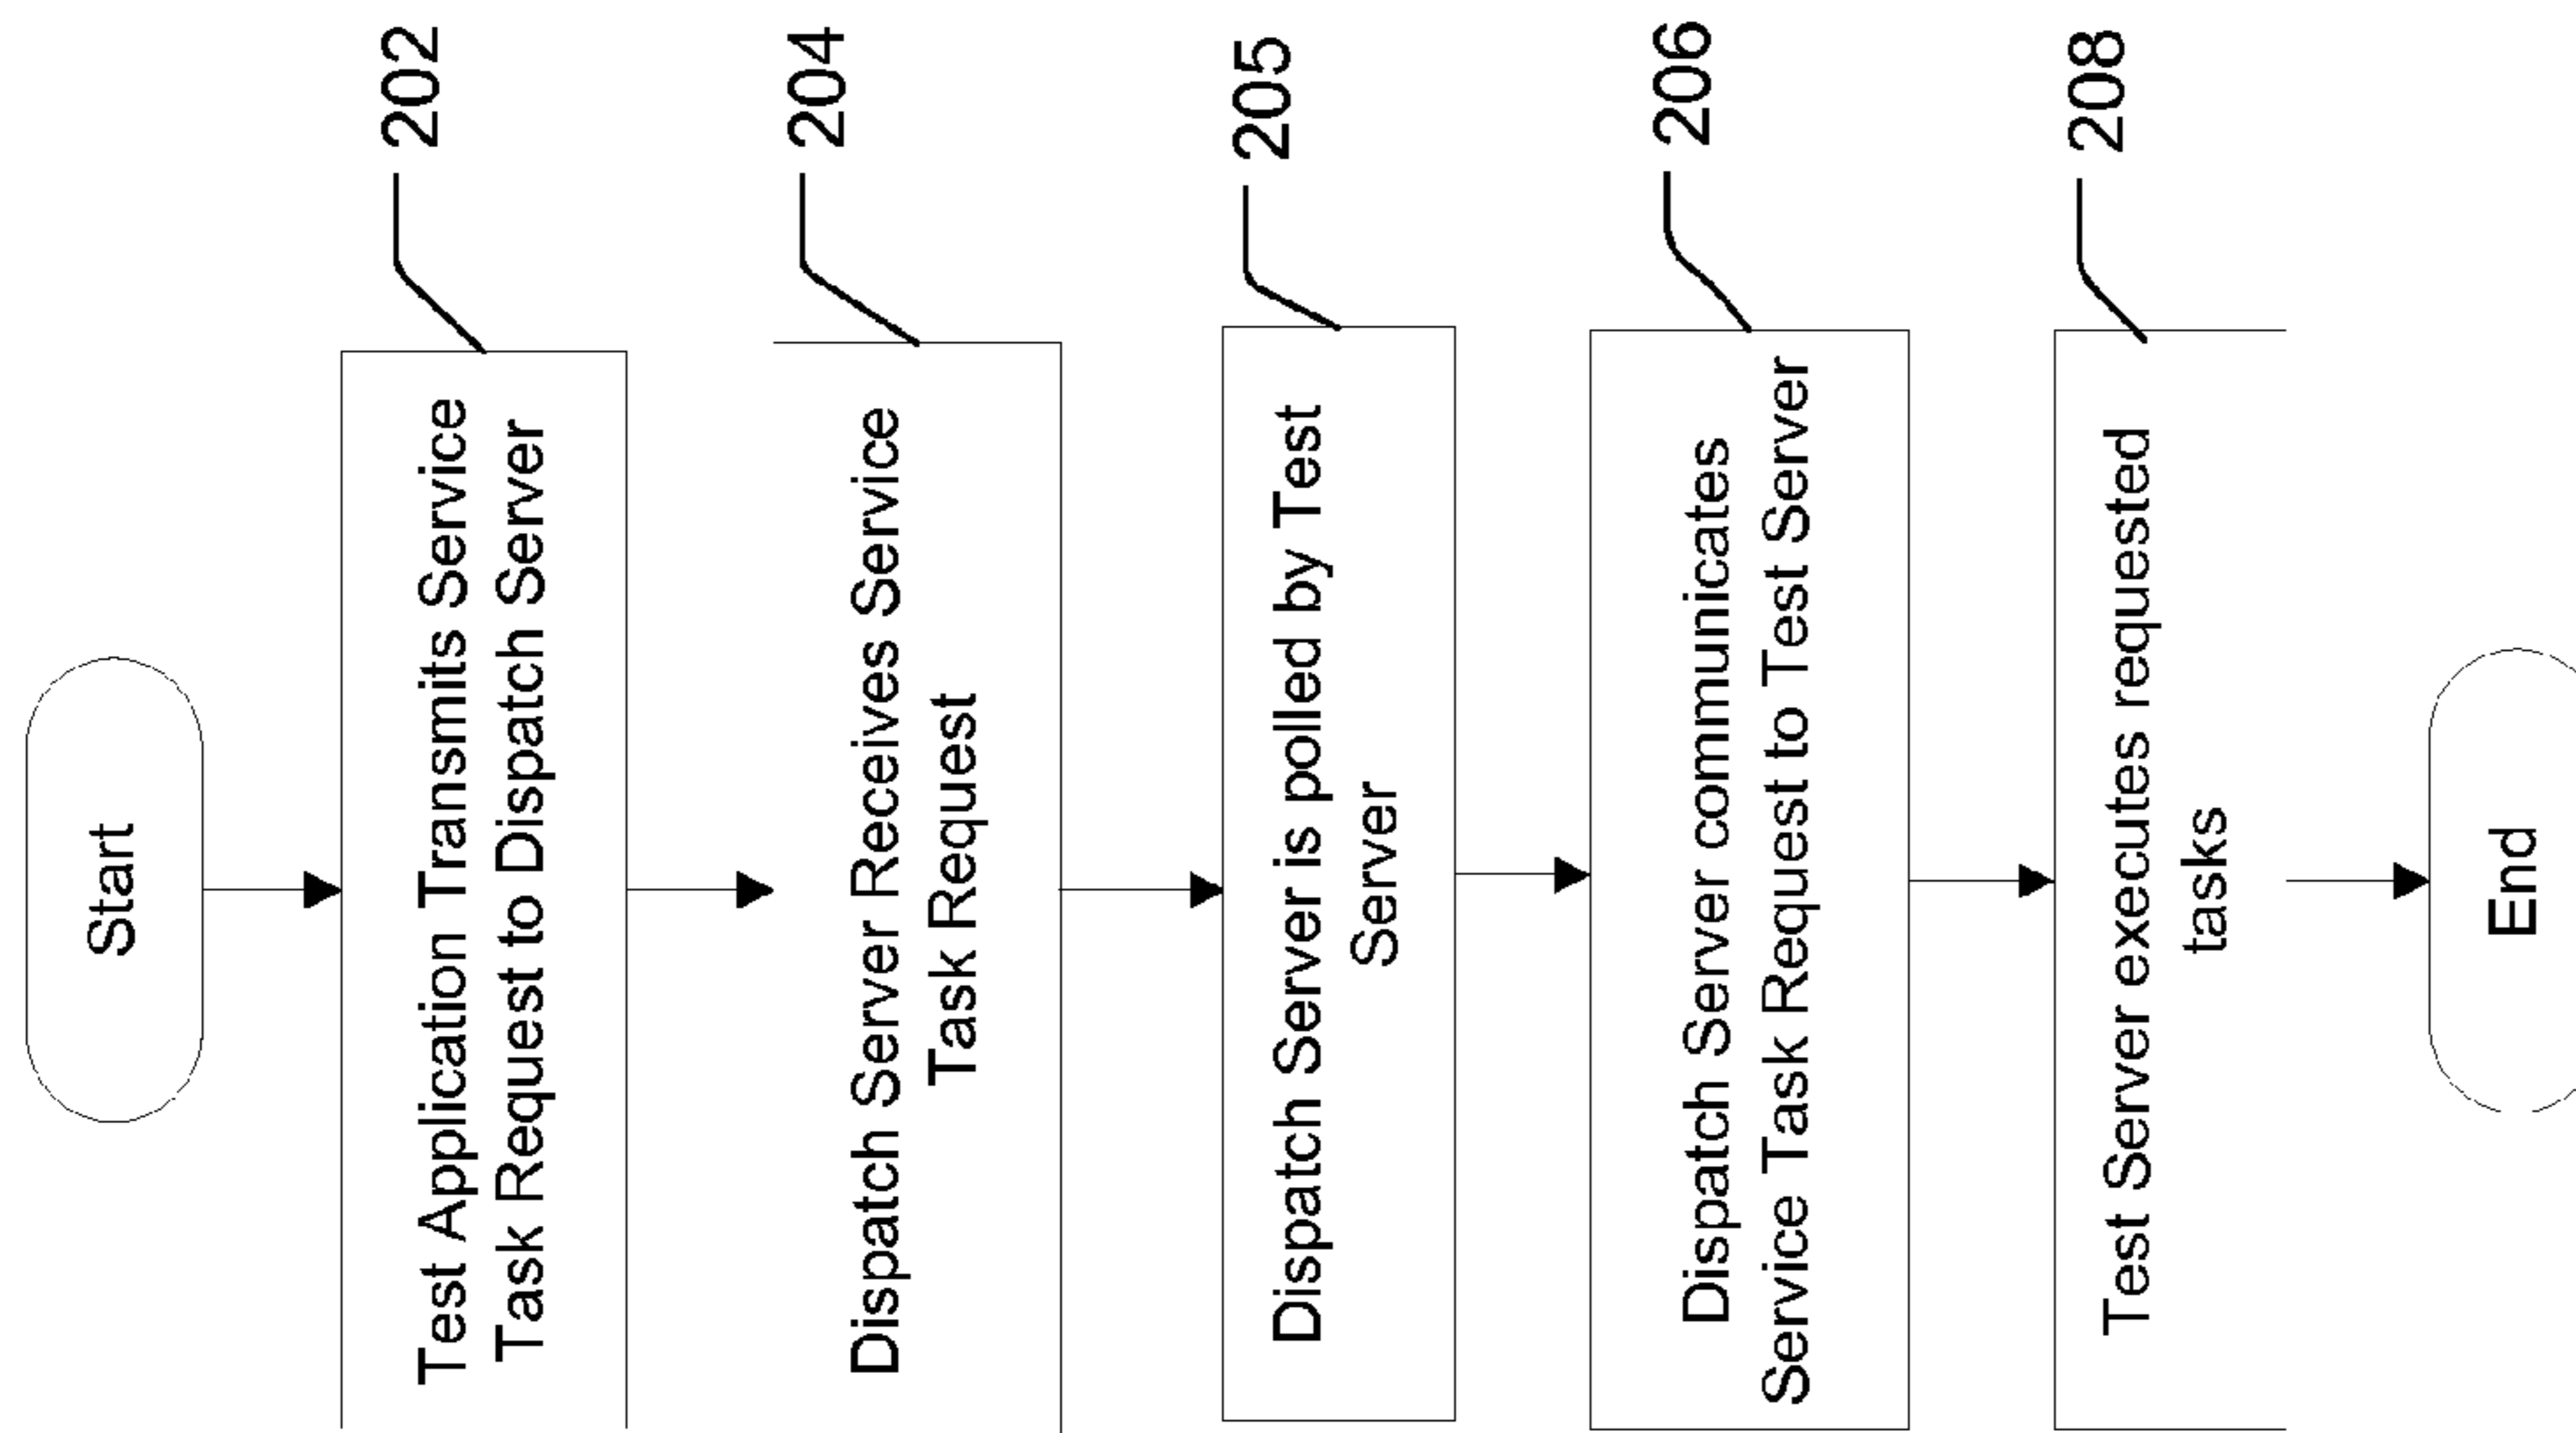 Start
Test Application Transmits Service
Task Request to Dispatch Server
202
Dispatch Server Receives Service
Task Request
204
Dispatch Server is polled by Test
Server
205
Dispatch Server communicates
Service Task Request to Test Server
206
Test Server executes requested
tasks
208
End